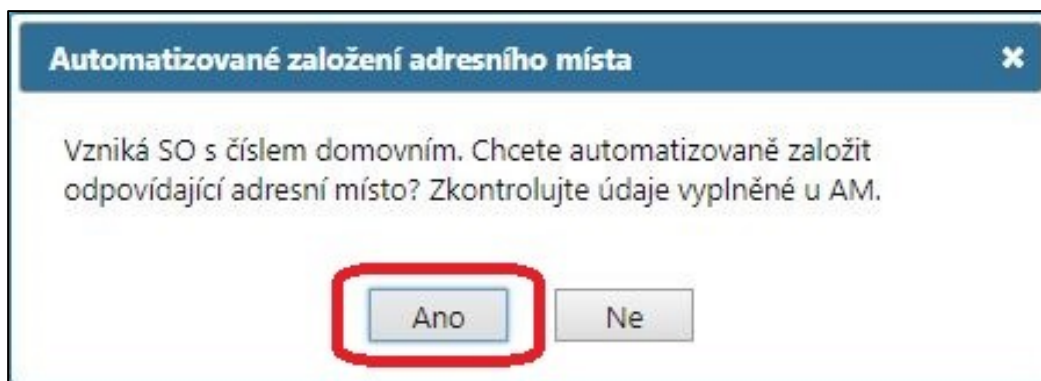 Automatizované založení adresního místa
Vzniká SO s číslem domovním. Chcete automatizovaně založit
odpovídající adresní místo? Zkontrolujte údaje vyplněné u AM.
Ano Ne